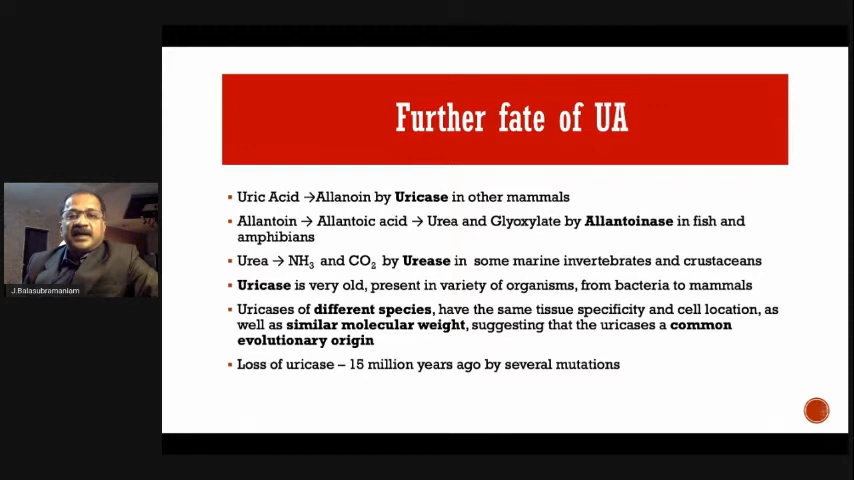 Further fate of UA
▪ Uric Acid →Allanoin by Uricase in other mammals
▪ Allantoin → Allantoic acid → Urea and Glyoxylate by Allantoinase in fish and
amphibians
▪ Urea → NH₃ and CO₂ by Urease in some marine invertebrates and crustaceans
▪ Uricase is very old, present in variety of organisms, from bacteria to mammals
▪ Uricases of different species, have the same tissue specificity and cell location, as
well as similar molecular weight, suggesting that the uricases a common
evolutionary origin
▪ Loss of uricase – 15 million years ago by several mutations
J.Balasubramaniam